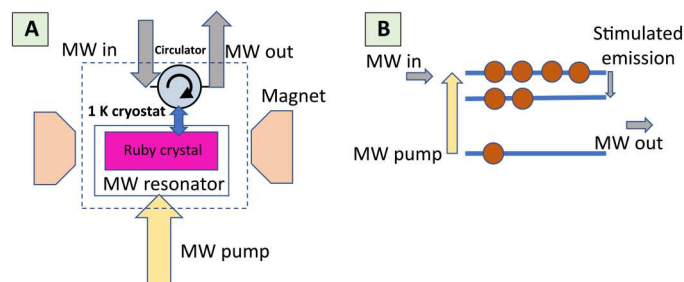 A
MW in
Circulator
MW out
1 K cryostat
Magnet
Ruby crystal
MW resonator
MW pump
B
MW in
Stimulated
emission
MW out
MW pump